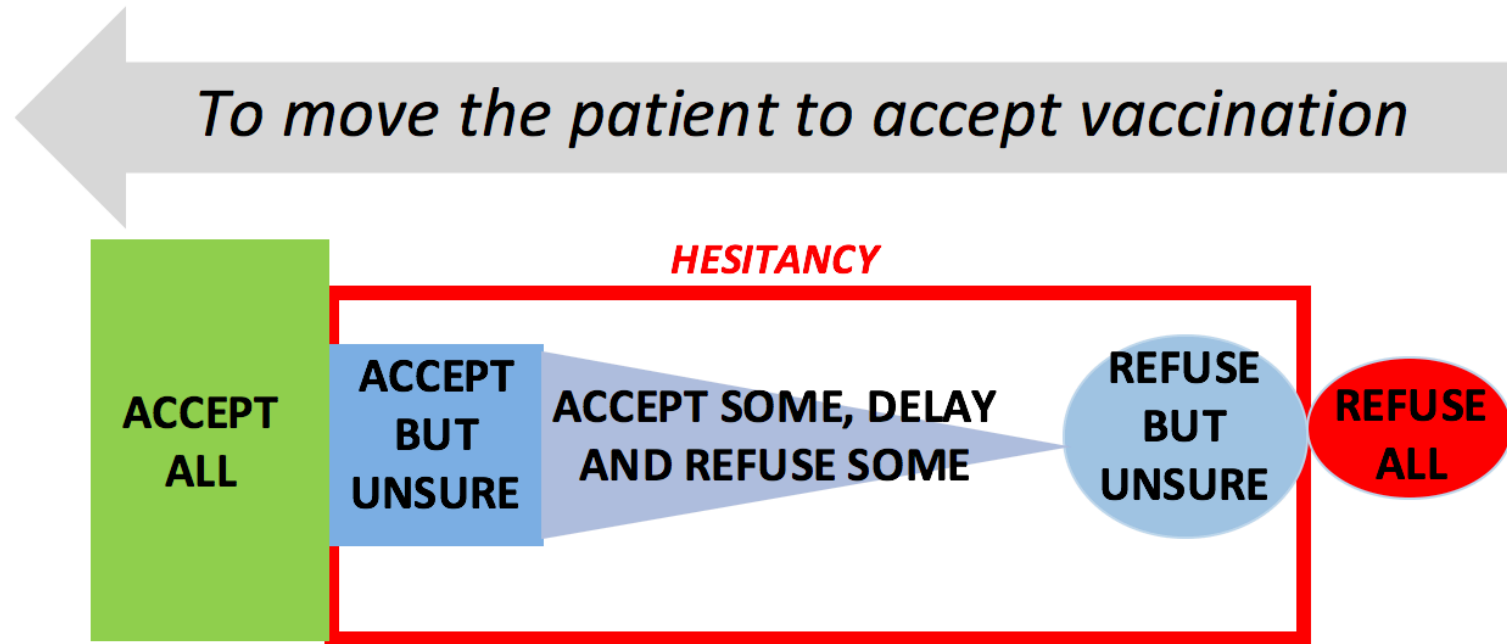 To move the patient to accept vaccination
HESITANCY
ACCEPT
ALL
ACCEPT
BUT
UNSURE
ACCEPT SOME, DELAY
AND REFUSE SOME
REFUSE
BUT
UNSURE
REFUSE
ALL